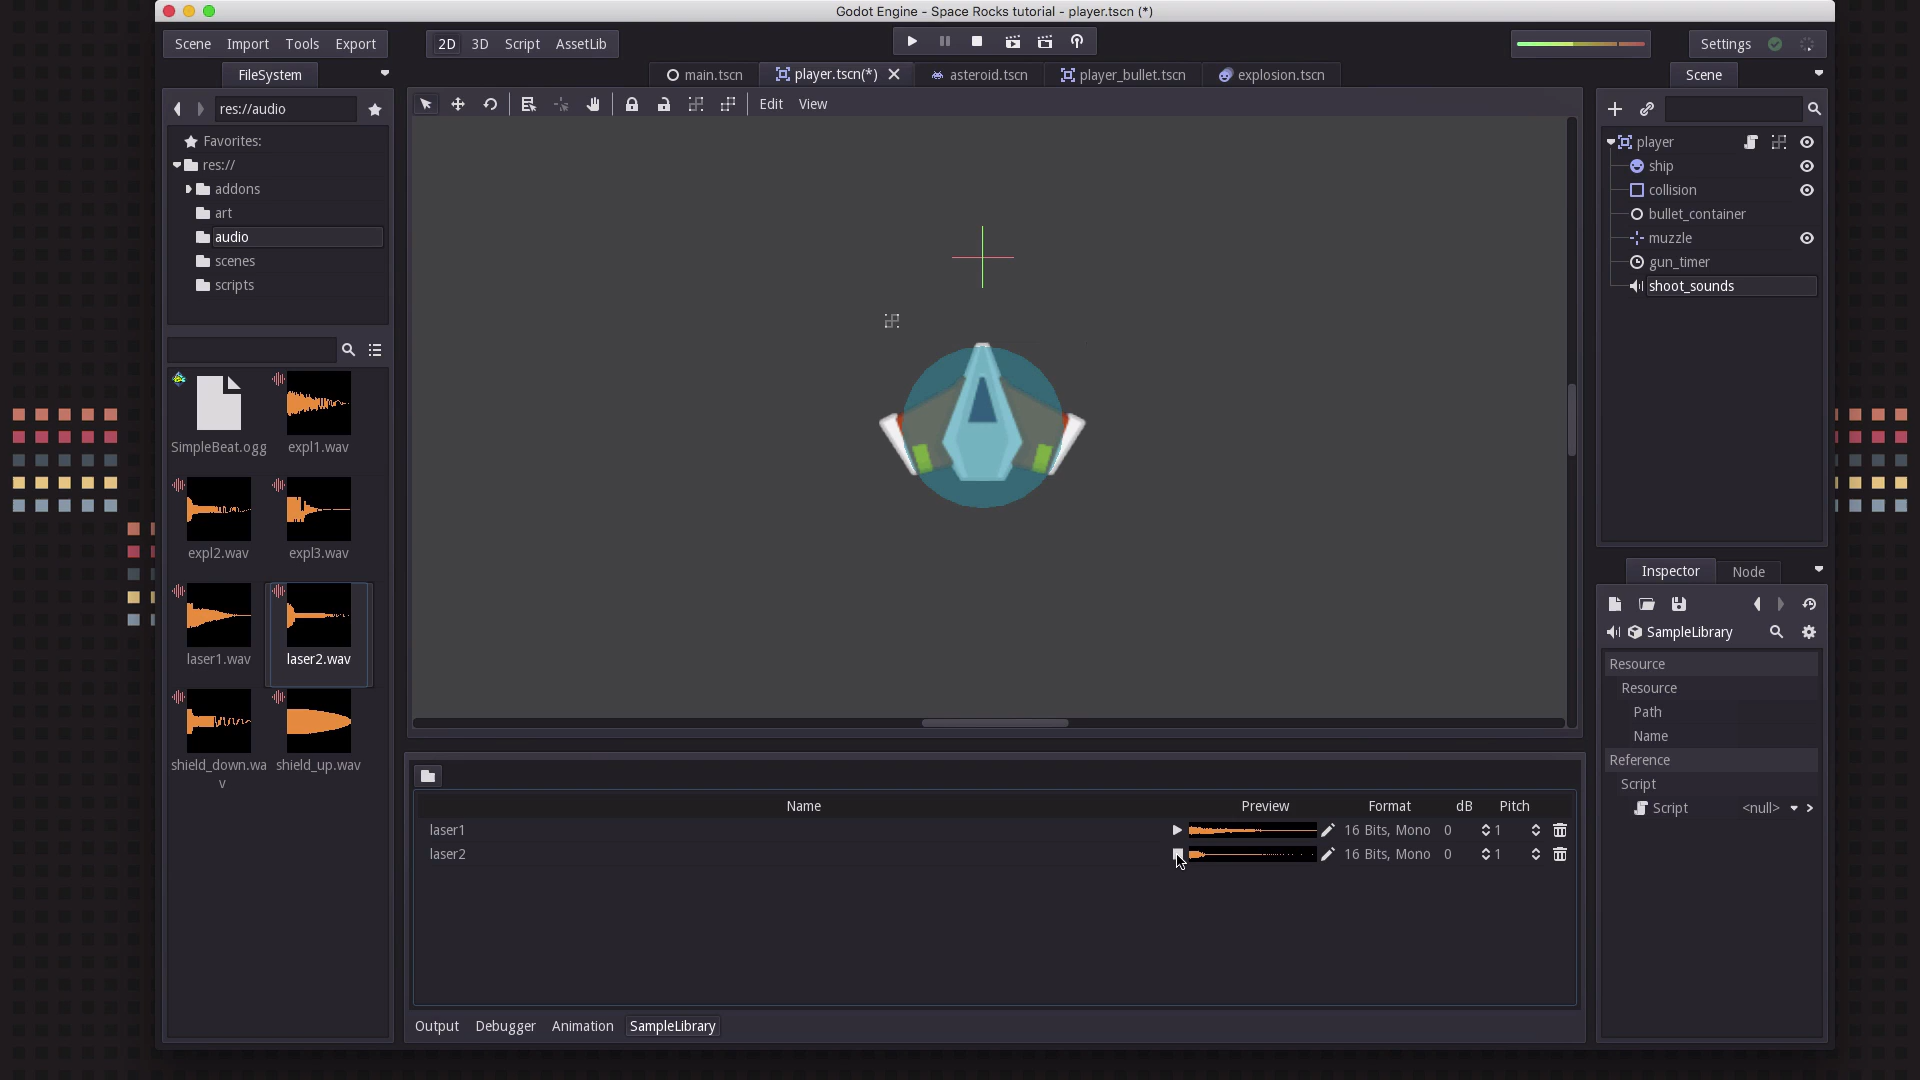 Godot Engine - Space Rocks tutorial - player.tscn (*)
Scene Import Tools Export
2D 3D Script AssetLib
Settings
FileSystem
main.tscn
player.tscn(*)
asteroid.tscn
player_bullet.tscn
explosion.tscn
Scene
res://audio
Favorites:
res://
addons
art
audio
scenes
scripts
Edit View
player
ship
collision
bullet_container
muzzle
gun_timer
shoot_sounds
SimpleBeat.ogg
expl1.wav
expl2.wav
expl3.wav
laser1.wav
laser2.wav
shield_down.wa
v
shield_up.wav
Inspector Node
SampleLibrary
Resource
Resource
Path
Name
Reference
Script
Script <null>
Name Preview Format dB Pitch
laser1 16 Bits, Mono 0 1
laser2 16 Bits, Mono 0 1
Output Debugger Animation SampleLibrary